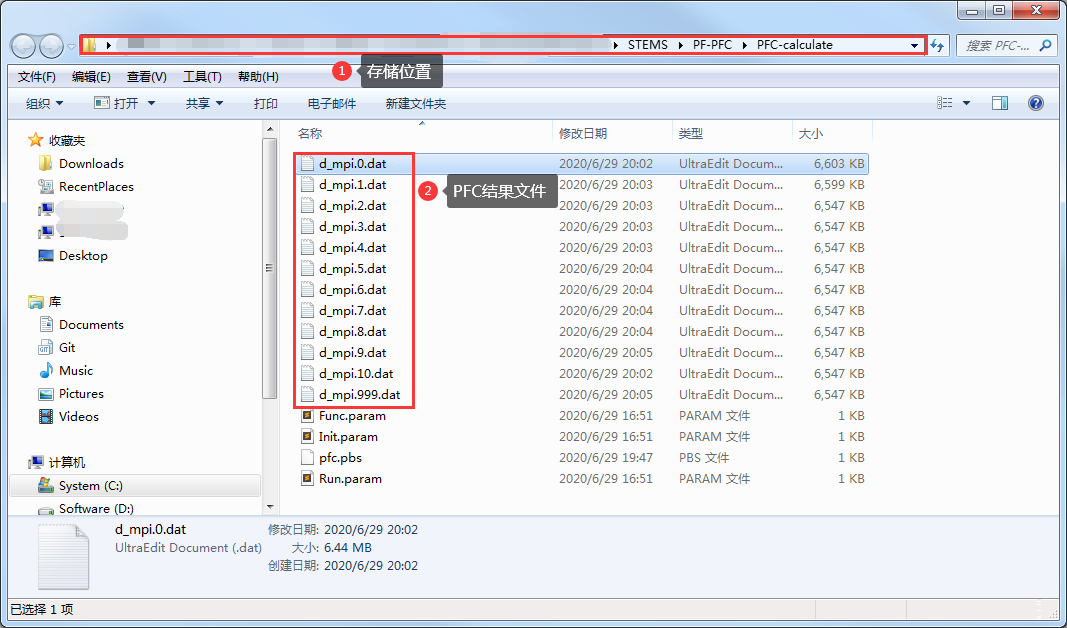 STEMS PF-PFC PFC-calculate
搜索 PFC-...
文件(F) 编辑(E) 查看(V) 工具(T) 帮助(H)
1 存储位置
组织 打开 共享 打印 电子邮件 新建文件夹
名称 修改日期 类型 大小
收藏夹
Downloads
RecentPlaces
Desktop
库
Documents
Git
Music
Pictures
Videos
计算机
System (C:)
Software (D:)
d_mpi.0.dat 2020/6/29 20:02 UltraEdit Docum... 6,603 KB
d_mpi.1.dat 2020/6/29 20:03 UltraEdit Docum... 6,599 KB
2 PFC结果文件
d_mpi.2.dat 2020/6/29 20:03 UltraEdit Docum... 6,547 KB
d_mpi.3.dat 2020/6/29 20:03 UltraEdit Docum... 6,547 KB
d_mpi.4.dat 2020/6/29 20:03 UltraEdit Docum... 6,547 KB
d_mpi.5.dat 2020/6/29 20:04 UltraEdit Docum... 6,547 KB
d_mpi.6.dat 2020/6/29 20:04 UltraEdit Docum... 6,547 KB
d_mpi.7.dat 2020/6/29 20:04 UltraEdit Docum... 6,547 KB
d_mpi.8.dat 2020/6/29 20:04 UltraEdit Docum... 6,547 KB
d_mpi.9.dat 2020/6/29 20:05 UltraEdit Docum... 6,547 KB
d_mpi.10.dat 2020/6/29 20:02 UltraEdit Docum... 6,547 KB
d_mpi.999.dat 2020/6/29 20:05 UltraEdit Docum... 6,547 KB
Func.param 2020/6/29 16:51 PARAM 文件 1 KB
Init.param 2020/6/29 16:51 PARAM 文件 1 KB
pfc.pbs 2020/6/29 19:47 PBS 文件 1 KB
Run.param 2020/6/29 16:51 PARAM 文件 1 KB
d_mpi.0.dat 修改日期: 2020/6/29 20:02
UltraEdit Document (.dat) 大小: 6.44 MB
创建日期: 2020/6/29 20:02
已选择 1 项